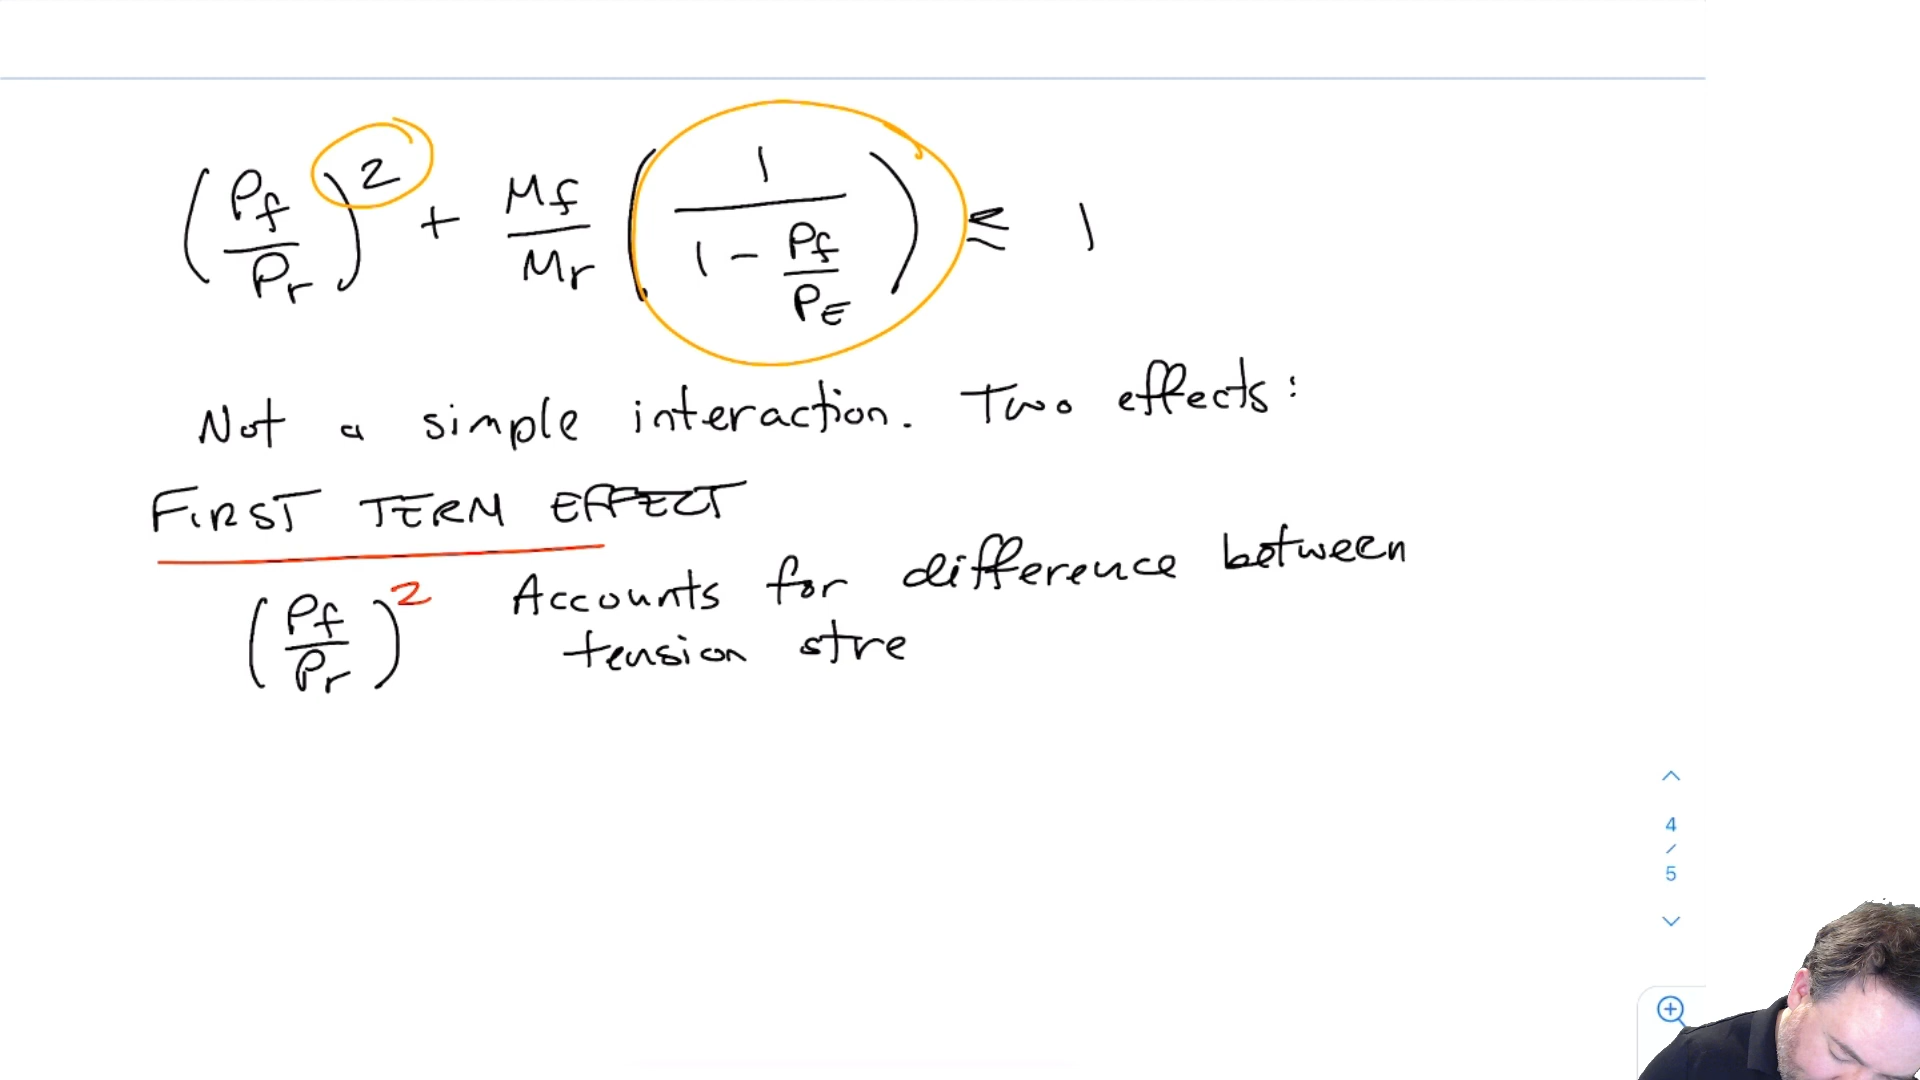 (Pf/Pr)² + Mf/Mr (1/(1 - Pf/PE)) ≤ 1
Not a simple interaction. Two effects:
FIRST TERM EFFECT
(Pf/Pr)² Accounts for difference between
tension stre
4
/
5